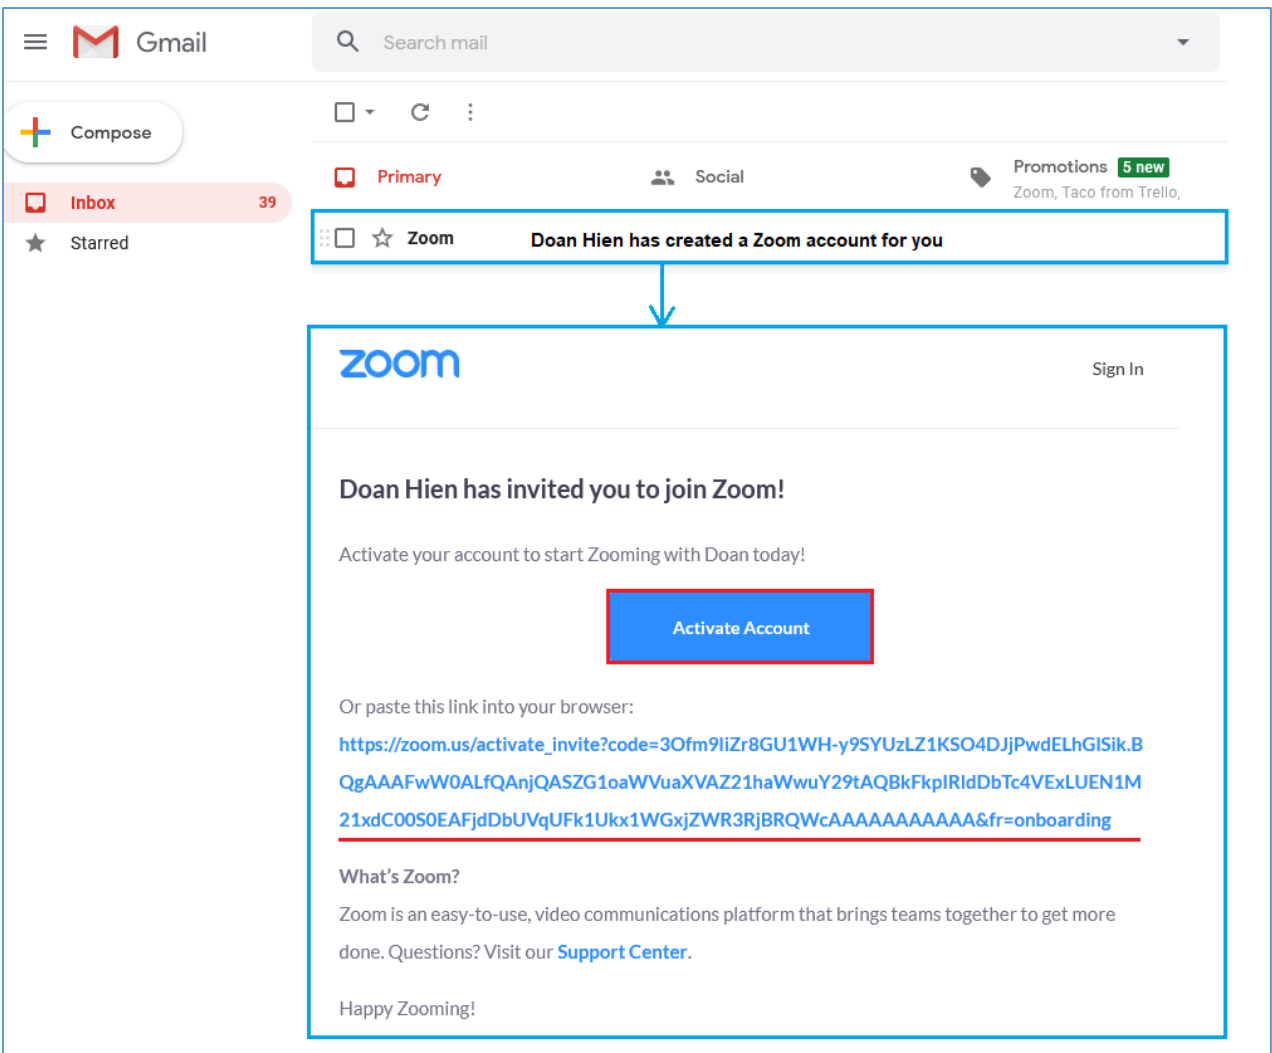 Gmail
Search mail
Compose
Inbox 39
Starred
Primary
Social
Promotions 5 new
Zoom, Taco from Trello,
Zoom Doan Hien has created a Zoom account for you
zoom
Sign In
Doan Hien has invited you to join Zoom!
Activate your account to start Zooming with Doan today!
Activate Account
Or paste this link into your browser:
https://zoom.us/activate_invite?code=3Ofm9IiZr8GU1WH-y9SYUzLZ1KSO4DJjPwdELhGlSik.B
QgAAAFwW0ALfQAnjQASZG1oaWVuaXVAZ21haWwuY29tAQBkFkpIRldDbTc4VExLUEN1M
21xdC00S0EAFjdDbUVqUFk1Ukx1WGxjZWR3RjBRQWcAAAAAAAAAAA&fr=onboarding
What's Zoom?
Zoom is an easy-to-use, video communications platform that brings teams together to get more
done. Questions? Visit our Support Center.
Happy Zooming!